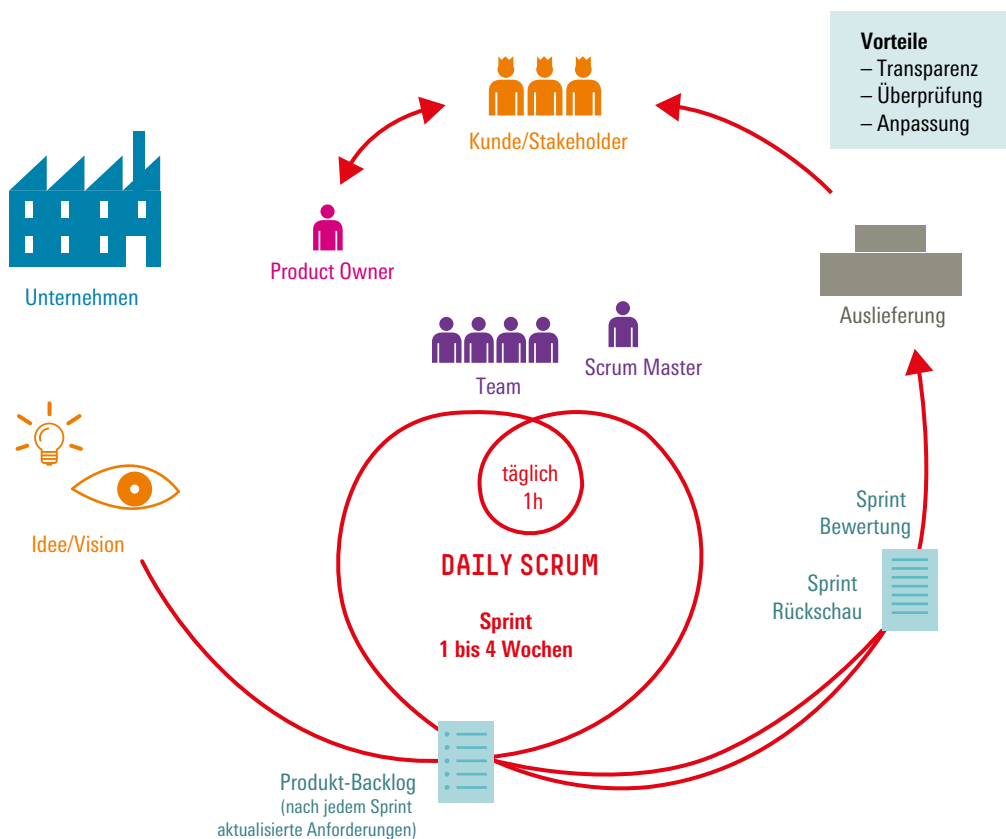 Vorteile
– Transparenz
– Überprüfung
– Anpassung
Kunde/Stakeholder
Product Owner
Unternehmen
Auslieferung
Team
Scrum Master
täglich
1h
Idee/Vision
DAILY SCRUM
Sprint
1 bis 4 Wochen
Sprint
Bewertung
Sprint
Rückschau
Produkt-Backlog
(nach jedem Sprint
aktualisierte Anforderungen)